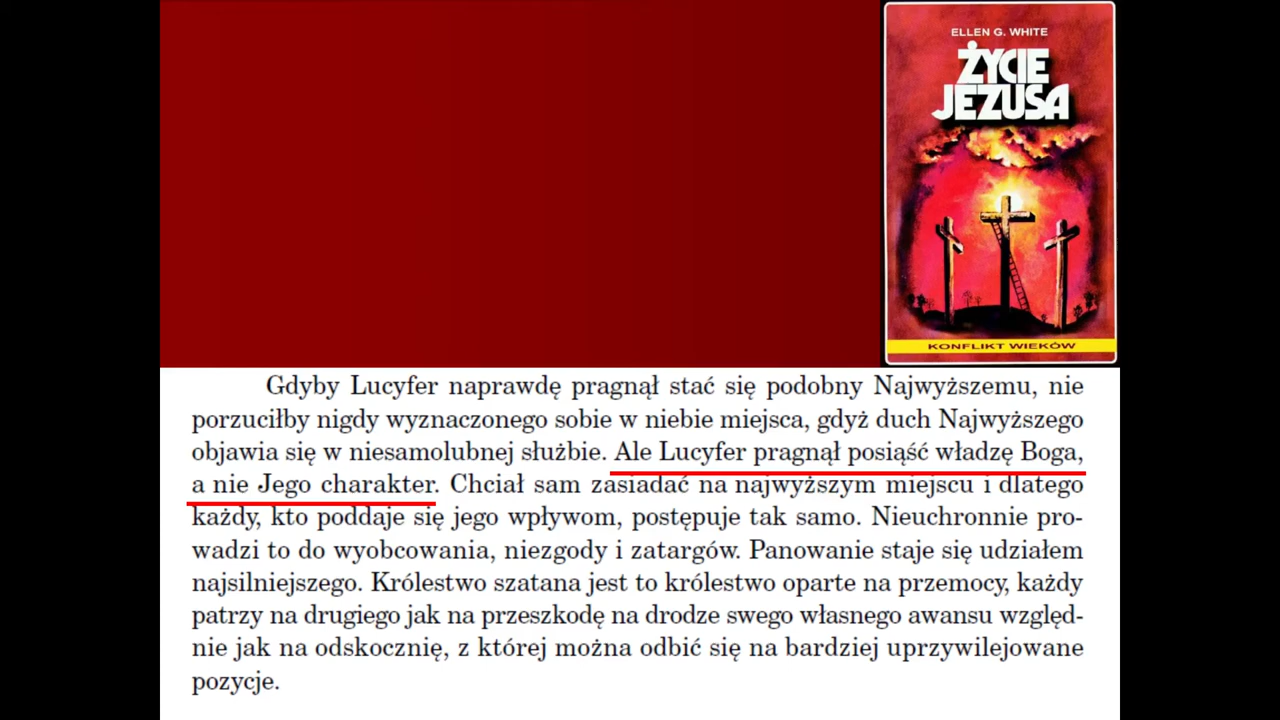 ELLEN G. WHITE
ŻYCIE
JEZUSA
KONFLIKT WIEKÓW
Gdyby Lucyfer naprawdę pragnął stać się podobny Najwyższemu, nie
porzuciłby nigdy wyznaczonego sobie w niebie miejsca, gdyż duch Najwyższego
objawia się w niesamolubnej służbie. Ale Lucyfer pragnął posiąść władzę Boga,
a nie Jego charakter. Chciał sam zasiadać na najwyższym miejscu i dlatego
każdy, kto poddaje się jego wpływom, postępuje tak samo. Nieuchronnie pro-
wadzi to do wyobcowania, niezgody i zatargów. Panowanie staje się udziałem
najsilniejszego. Królestwo szatana jest to królestwo oparte na przemocy, każdy
patrzy na drugiego jak na przeszkodę na drodze swego własnego awansu względ-
nie jak na odskocznię, z której można odbić się na bardziej uprzywilejowane
pozycje.